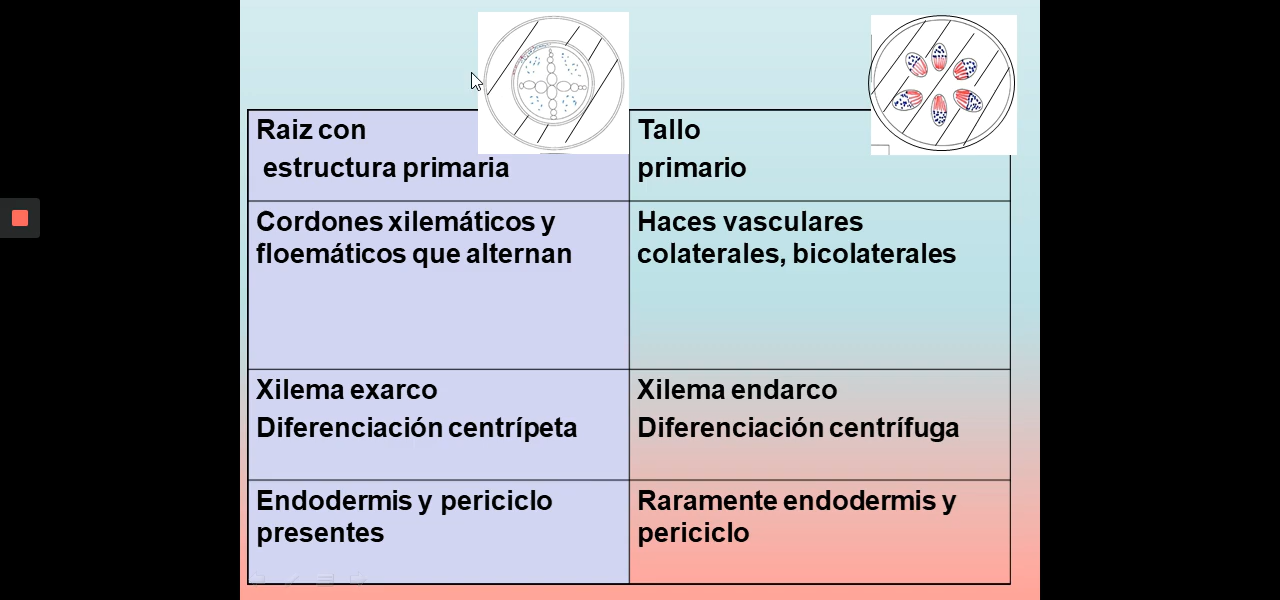 Raiz con
estructura primaria
Tallo
primario
Cordones xilemáticos y
floemáticos que alternan
Haces vasculares
colaterales, bicolaterales
Xilema exarco
Diferenciación centrípeta
Xilema endarco
Diferenciación centrífuga
Endodermis y periciclo
presentes
Raramente endodermis y
periciclo